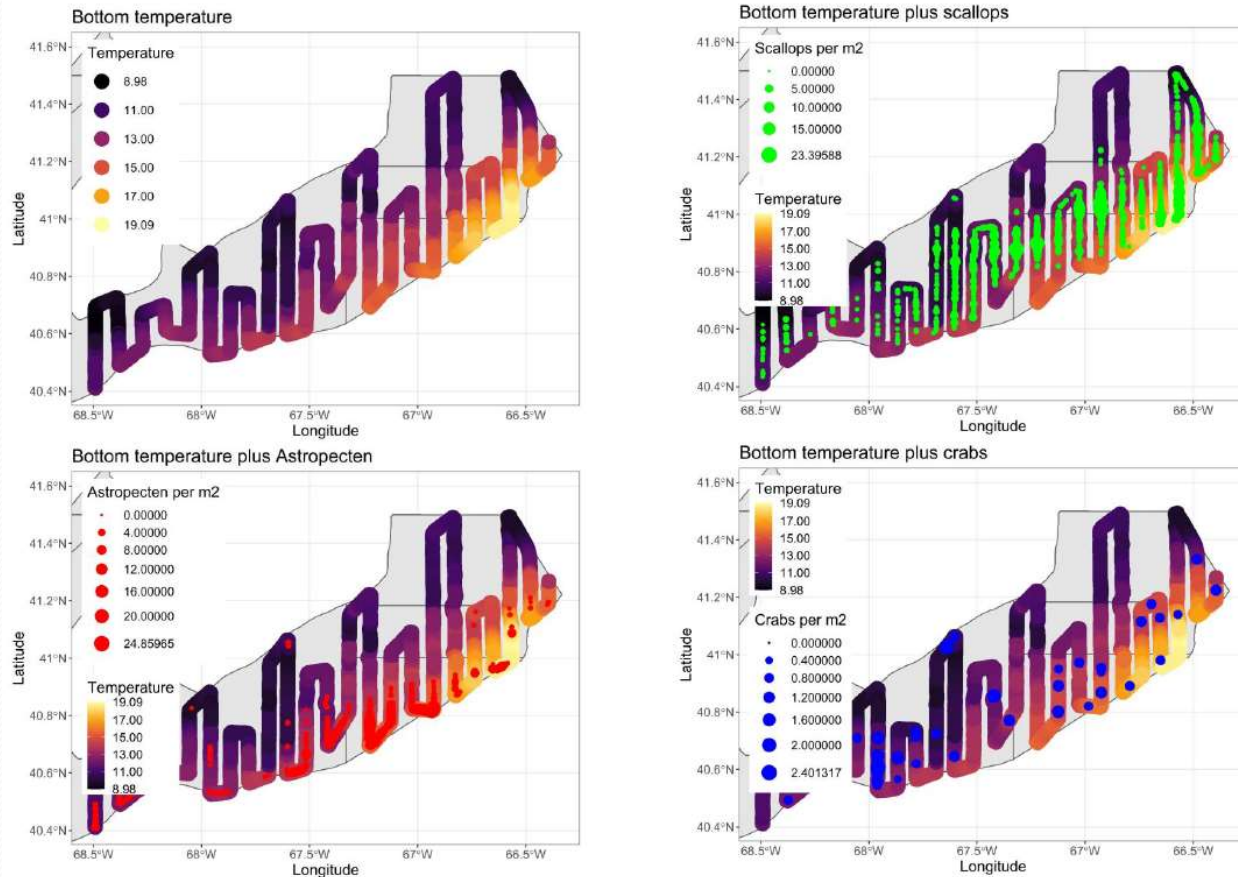 Bottom temperature
Temperature
8.98
11.00
13.00
15.00
17.00
19.09
41.6°N
41.4°N
41.2°N
41°N
40.8°N
40.6°N
40.4°N
68.5°W
68°W
67.5°W
67°W
66.5°W
Longitude
Latitude
Bottom temperature plus scallops
Scallops per m2
0.00000
5.00000
10.00000
15.00000
23.39588
Temperature
19.09
17.00
15.00
13.00
11.00
8.98
41.6°N
41.4°N
41.2°N
41°N
40.8°N
40.6°N
40.4°N
68.5°W
68°W
67.5°W
67°W
66.5°W
Longitude
Latitude
Bottom temperature plus Astropecten
Astropecten per m2
0.00000
4.00000
8.00000
12.00000
16.00000
20.00000
24.85965
Temperature
19.09
17.00
15.00
13.00
11.00
8.98
41.6°N
41.4°N
41.2°N
41°N
40.8°N
40.6°N
40.4°N
68.5°W
68°W
67.5°W
67°W
66.5°W
Longitude
Latitude
Bottom temperature plus crabs
Temperature
19.09
17.00
15.00
13.00
11.00
8.98
Crabs per m2
0.000000
0.400000
0.800000
1.200000
1.600000
2.000000
2.401317
41.6°N
41.4°N
41.2°N
41°N
40.8°N
40.6°N
40.4°N
68.5°W
68°W
67.5°W
67°W
66.5°W
Longitude
Latitude